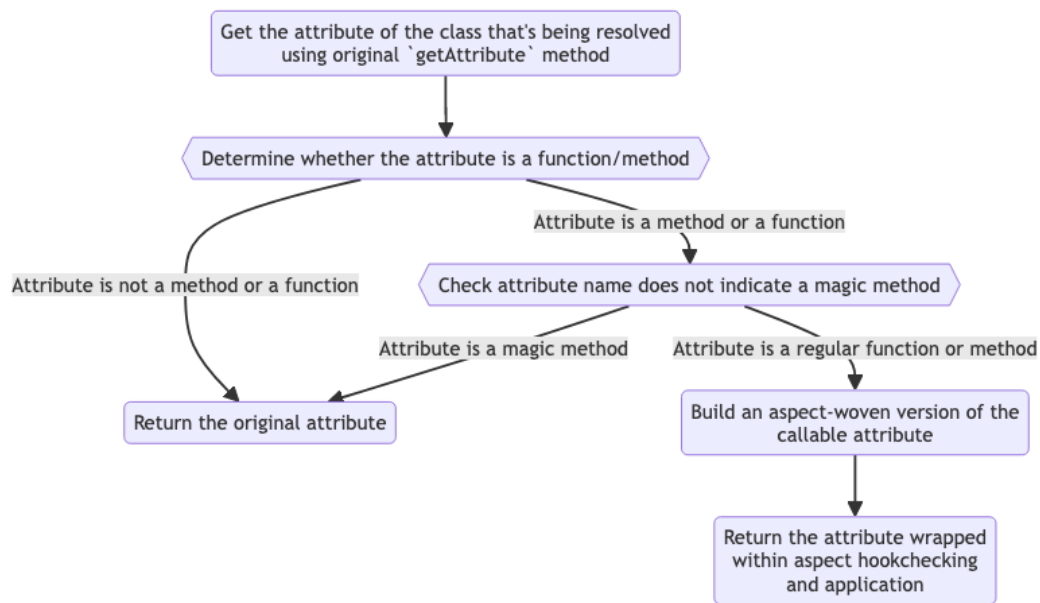 Get the attribute of the class that's being resolved
using original `getAttribute` method
Determine whether the attribute is a function/method
Attribute is a method or a function
Attribute is not a method or a function
Check attribute name does not indicate a magic method
Attribute is a magic method
Attribute is a regular function or method
Return the original attribute
Build an aspect-woven version of the
callable attribute
Return the attribute wrapped
within aspect hookchecking
and application